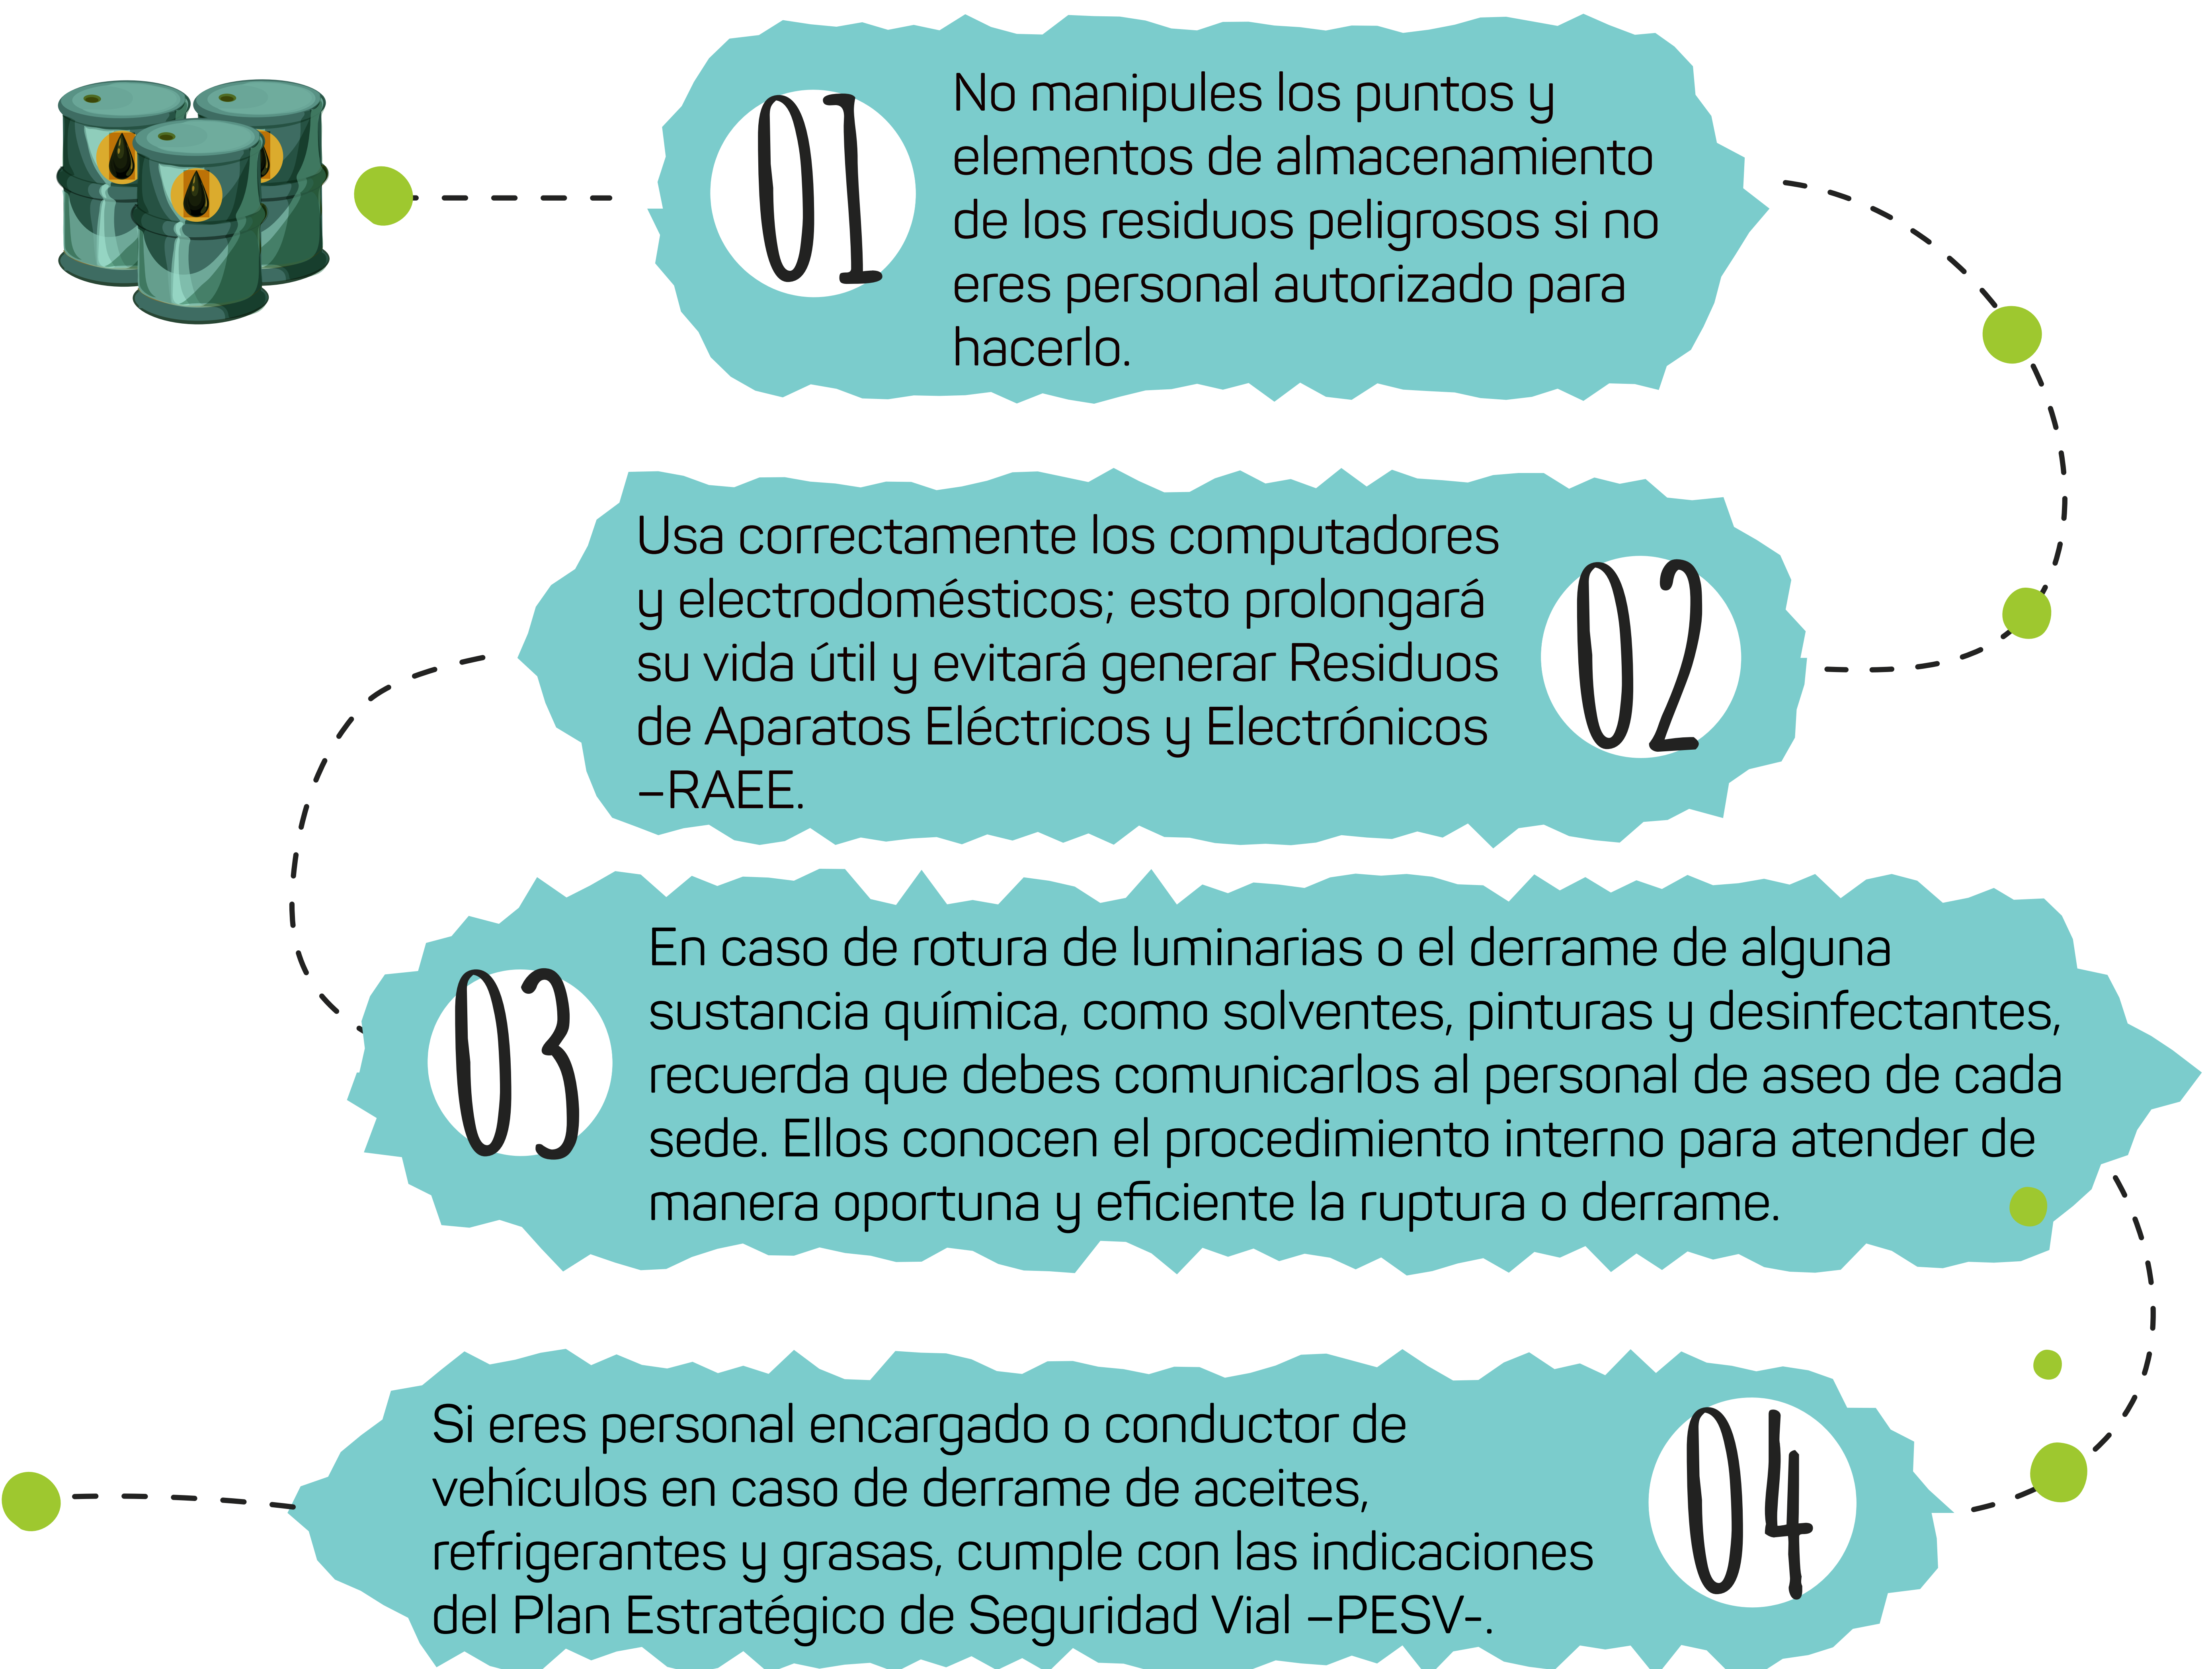 01
No manipules los puntos y
elementos de almacenamiento
de los residuos peligrosos si no
eres personal autorizado para
hacerlo.
Usa correctamente los computadores
y electrodomésticos; esto prolongará
su vida útil y evitará generar Residuos
de Aparatos Eléctricos y Electrónicos
–RAEE.
02
03
En caso de rotura de luminarias o el derrame de alguna
sustancia química, como solventes, pinturas y desinfectantes,
recuerda que debes comunicarlos al personal de aseo de cada
sede. Ellos conocen el procedimiento interno para atender de
manera oportuna y eficiente la ruptura o derrame.
Si eres personal encargado o conductor de
vehículos en caso de derrame de aceites,
refrigerantes y grasas, cumple con las indicaciones
del Plan Estratégico de Seguridad Vial –PESV-.
04